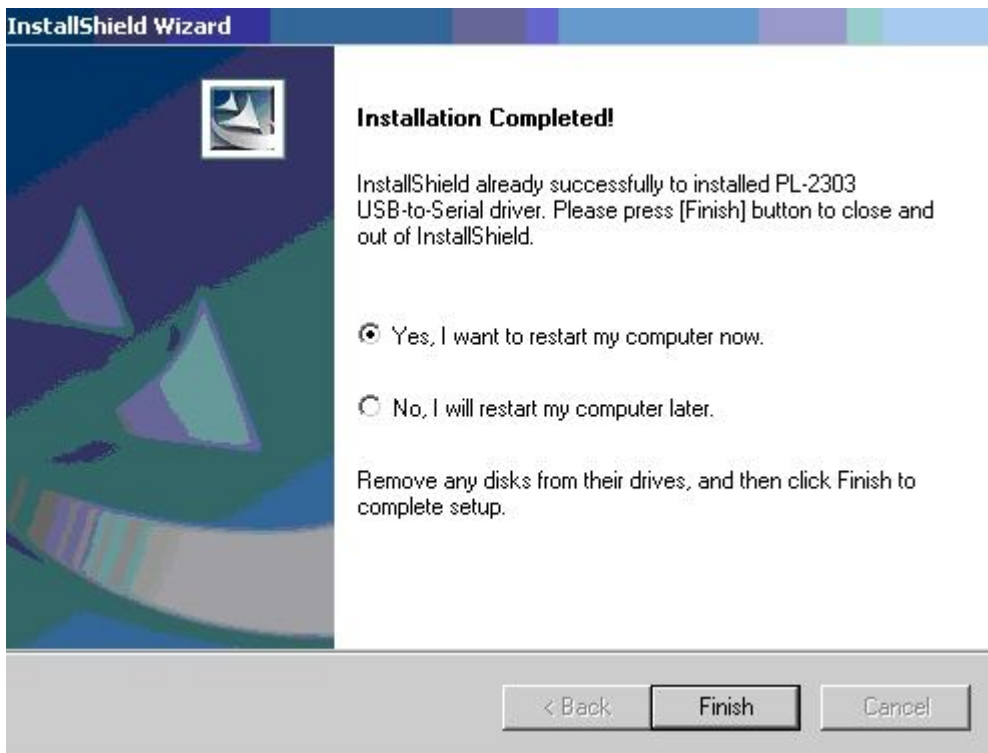 InstallShield Wizard
Installation Completed!
InstallShield already successfully to installed PL-2303
USB-to-Serial driver. Please press [Finish] button to close and
out of InstallShield.
Yes, I want to restart my computer now.
No, I will restart my computer later.
Remove any disks from their drives, and then click Finish to
complete setup.
< Back
Finish
Cancel